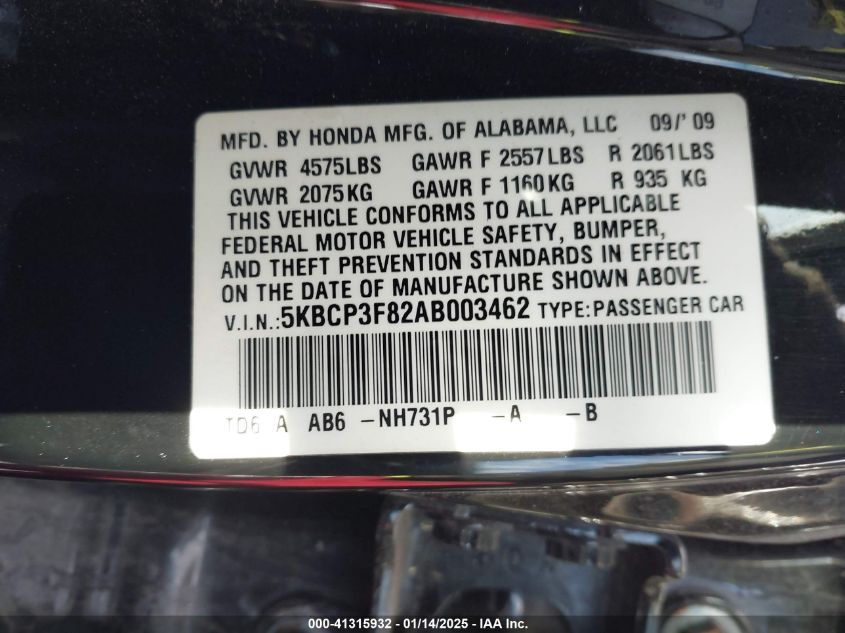 MFD. BY HONDA MFG. OF ALABAMA, LLC 09/'09
GVWR 4575LBS GAWR F 2557LBS R 2061LBS
GVWR 2075KG GAWR F 1160KG R 935 KG
THIS VEHICLE CONFORMS TO ALL APPLICABLE
FEDERAL MOTOR VEHICLE SAFETY, BUMPER,
AND THEFT PREVENTION STANDARDS IN EFFECT
ON THE DATE OF MANUFACTURE SHOWN ABOVE.
V.I.N.:5KBCP3F82AB003462 TYPE:PASSENGER CAR
TD6 A AB6 -NH731P -A -B
000-41315932 - 01/14/2025 - IAA Inc.